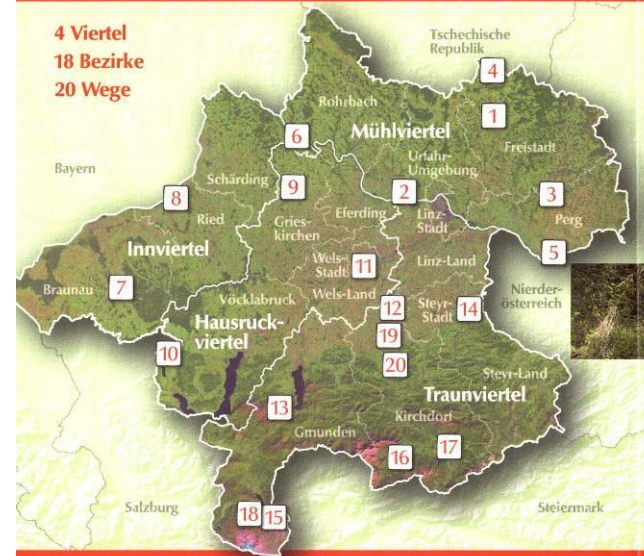 4 Viertel
18 Bezirke
20 Wege
Tschechische
Republik
4
Rohrbach
1
Mühlviertel
6
Freistadt
Urfahr-
Umgebung
Bayern
Schärding
9
2
3
8
Eferding
Linz-
Stadt
Perg
Ried
Gries-
kirchen
Innviertel
Wels-
Stadt
11
Linz-Land
5
7
Braunau
Vöcklabruck
Wels-Land
Nierder-
österreich
12
Steyr-
Stadt
14
Hausruck-
viertel
19
10
20
Steyr-Land
Traunviertel
13
Kirchdorf
Gmunden
17
16
Salzburg
18
15
Steiermark